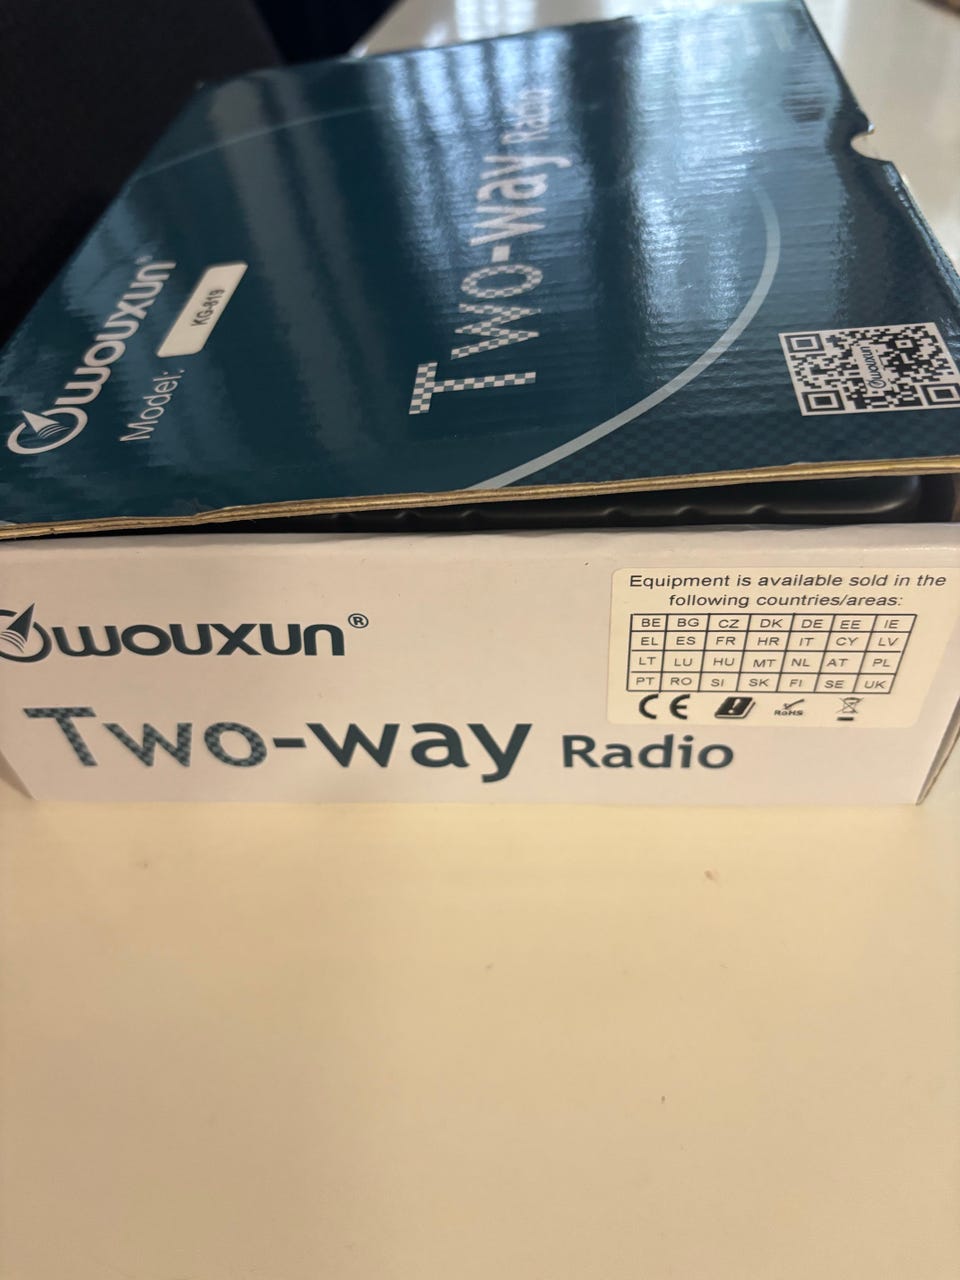 wouxun®
Model: KG-819
Two-way Radio
wouxun
wouxun®
Two-way Radio
Equipment is available sold in the
following countries/areas:
BE BG CZ DK DE EE IE
EL ES FR HR IT CY LV
LT LU HU MT NL AT PL
PT RO SI SK FI SE UK
CE RoHS